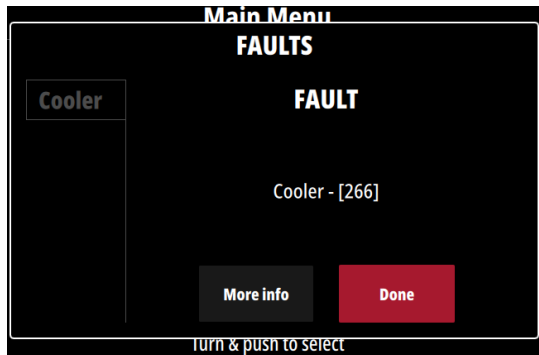 Main Menu
FAULTS
Cooler
FAULT
Cooler - [266]
More info
Done
Turn & push to select